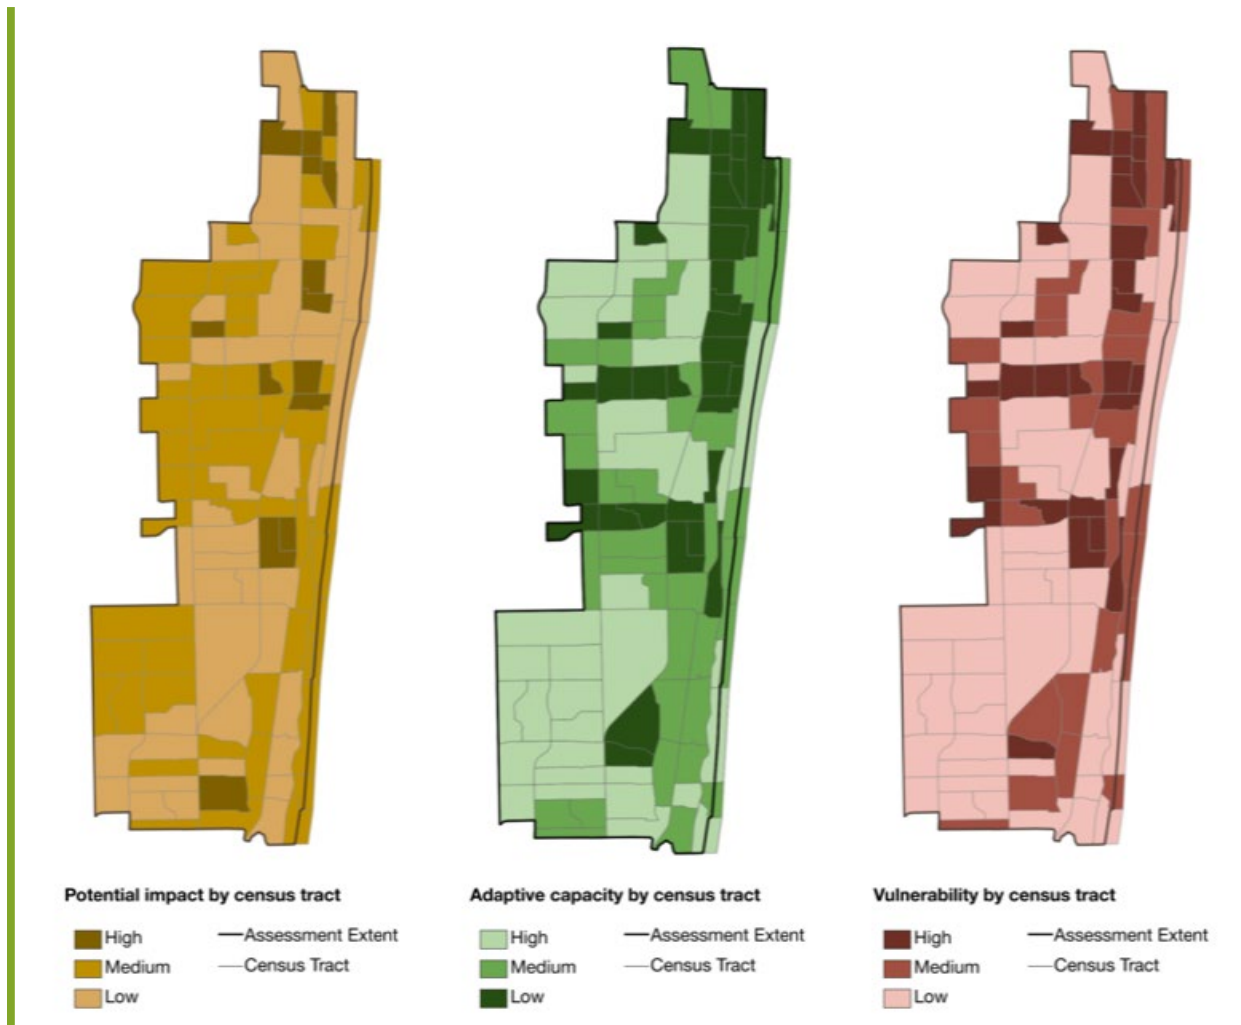 Potential impact by census tract
High
Medium
Low
Assessment Extent
Census Tract
Adaptive capacity by census tract
High
Medium
Low
Assessment Extent
Census Tract
Vulnerability by census tract
High
Medium
Low
Assessment Extent
Census Tract